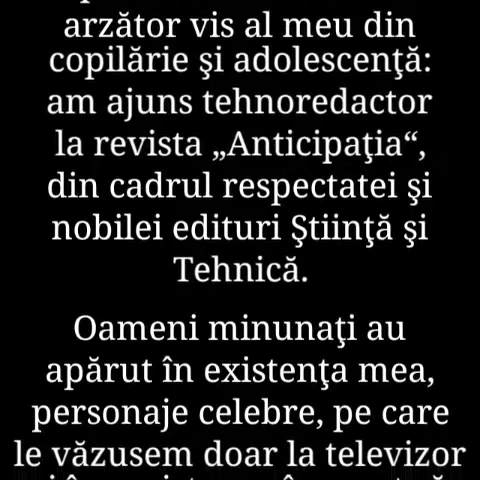 arzător vis al meu din
copilărie şi adolescenţă:
am ajuns tehnoredactor
la revista „Anticipaţia“,
din cadrul respectatei şi
nobilei edituri Ştiinţă şi
Tehnică.
Oameni minunaţi au
apărut în existenţa mea,
personaje celebre, pe care
le văzusem doar la televizor